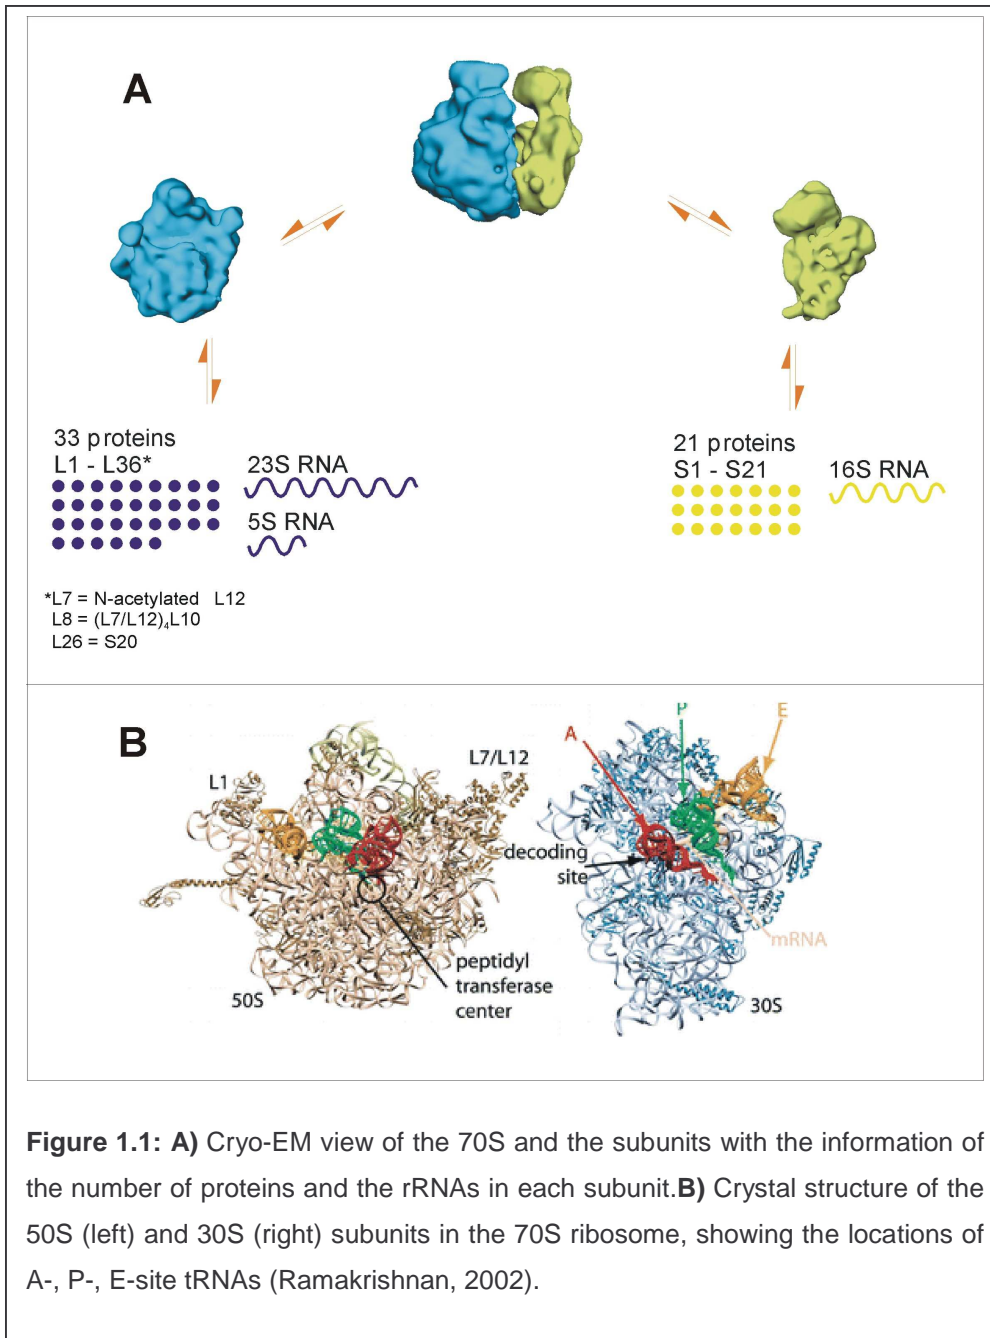 A
33 proteins
L1 - L36*
23S RNA
5S RNA
*L7 = N-acetylated L12
L8 = (L7/L12)₄L10
L26 = S20
21 proteins
S1 - S21
16S RNA
B
L1
L7/L12
50S
peptidyl
transferase
center
A
P
E
decoding
site
mRNA
30S
Figure 1.1: A) Cryo-EM view of the 70S and the subunits with the information of
the number of proteins and the rRNAs in each subunit.B) Crystal structure of the
50S (left) and 30S (right) subunits in the 70S ribosome, showing the locations of
A-, P-, E-site tRNAs (Ramakrishnan, 2002).